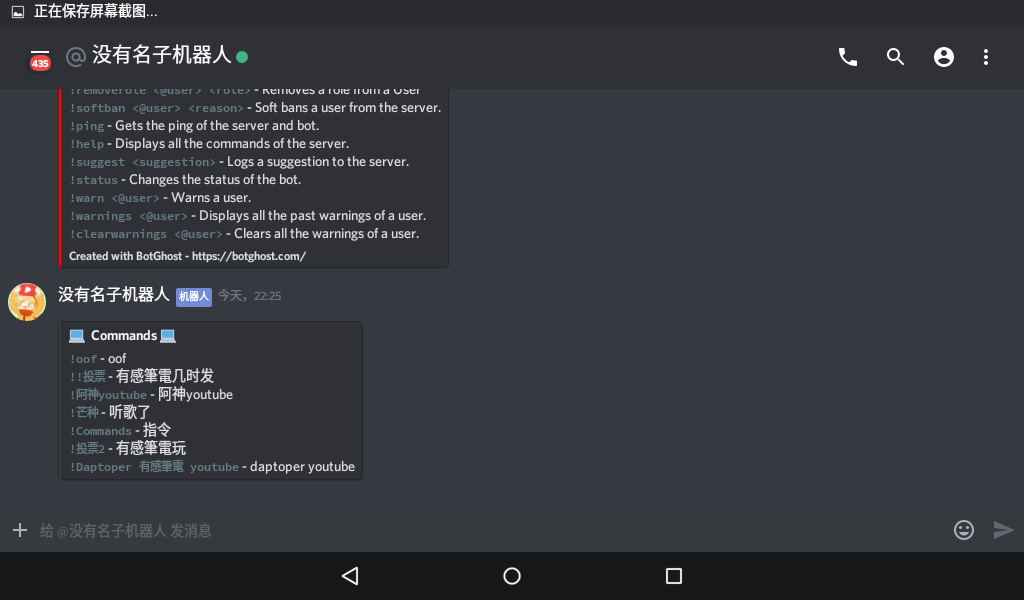 正在保存屏幕截图...
435
@没有名子机器人
!removerole <@user> <role> - Removes a role from a User
!softban <@user> <reason> - Soft bans a user from the server.
!ping - Gets the ping of the server and bot.
!help - Displays all the commands of the server.
!suggest <suggestion> - Logs a suggestion to the server.
!status - Changes the status of the bot.
!warn <@user> - Warns a user.
!warnings <@user> - Displays all the past warnings of a user.
!clearwarnings <@user> - Clears all the warnings of a user.
Created with BotGhost - https://botghost.com/
没有名子机器人 机器人 今天，22:25
Commands
!oof - oof
!!投票 - 有感筆電几时发
!阿神youtube - 阿神youtube
!芒种 - 听歌了
!Commands - 指令
!投票2 - 有感筆電玩
!Daptoper 有感筆電 youtube - daptoper youtube
给 @没有名子机器人 发消息